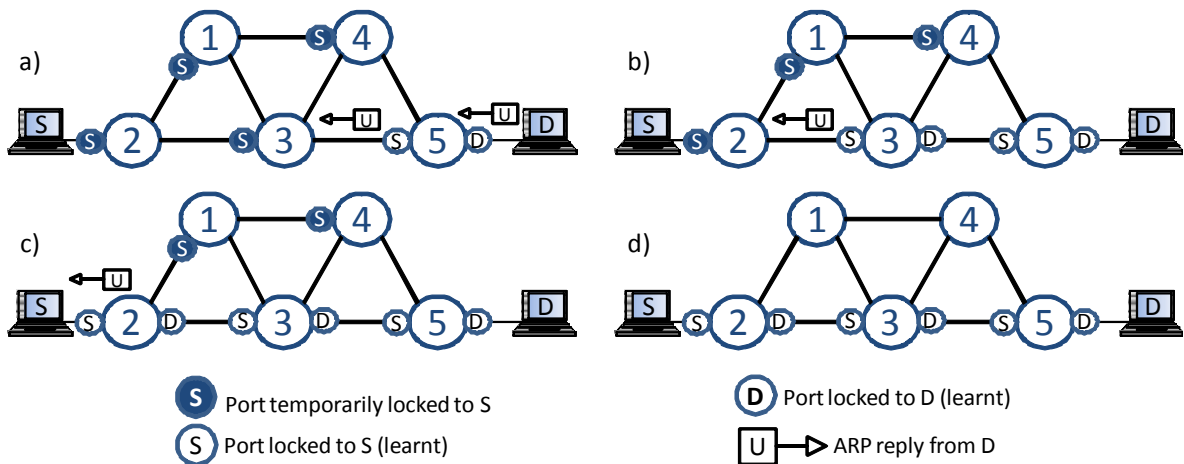 a)
1
4
S
S
U
U
S
S
2
S
3
S
5
D
D
b)
1
4
S
S
U
S
S
2
S
3
D
S
5
D
D
c)
1
4
S
S
U
S
S
2
D
S
3
D
S
5
D
D
d)
1
4
S
S
2
D
S
3
D
S
5
D
D
S Port temporarily locked to S
S Port locked to S (learnt)
D Port locked to D (learnt)
U ARP reply from D